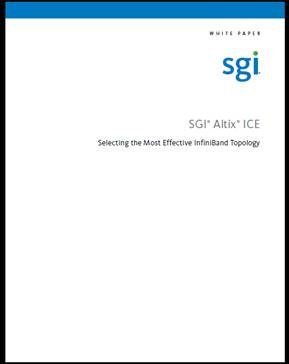 WHITE PAPER
sgi
SGI® Altix® ICE
Selecting the Most Effective InfiniBand Topology